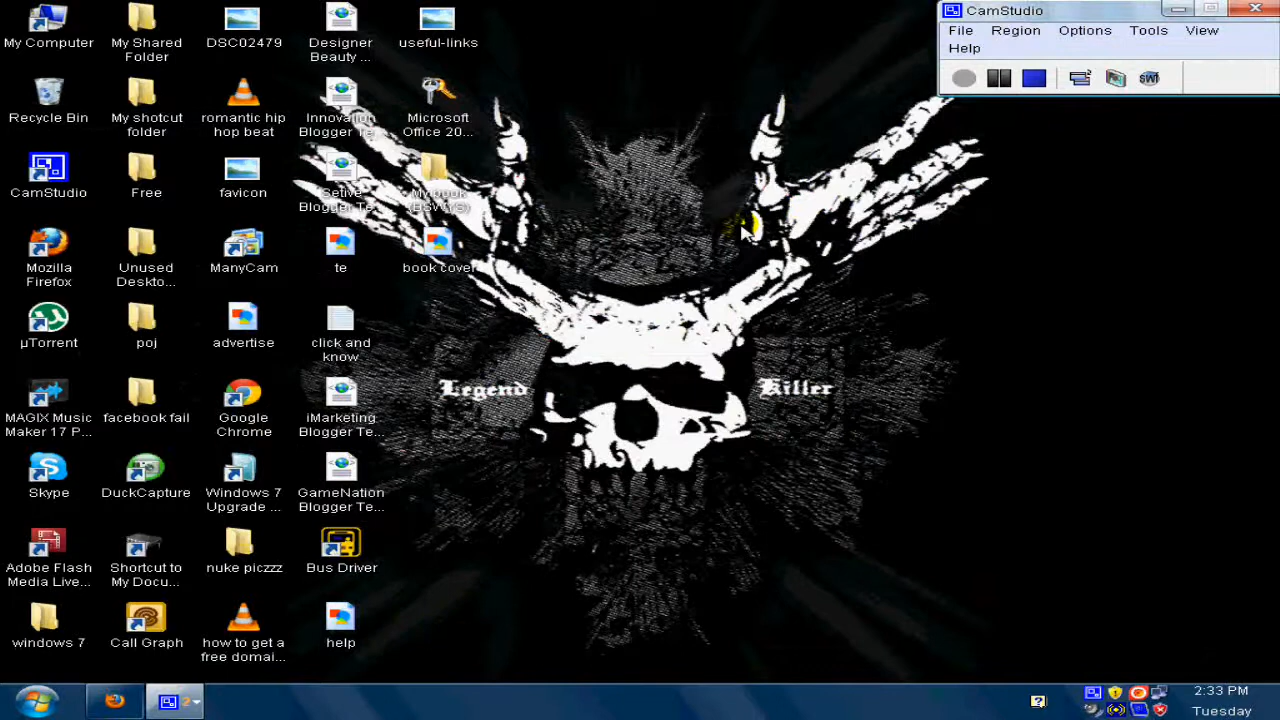 CamStudio
File Region Options Tools View
Help
My Computer
My Shared
Folder
DSC02479
Designer
Beauty ...
useful-links
Recycle Bin
My shotcut
folder
romantic hip
hop beat
Innovation
Blogger Te...
Microsoft
Office 20...
CamStudio
Free
favicon
Setive
Blogger Te...
My book
(BSWYS)
Mozilla
Firefox
Unused
Deskto...
ManyCam
te
book cover
µTorrent
poj
advertise
click and
know
MAGIX Music
Maker 17 P...
facebook fail
Google
Chrome
iMarketing
Blogger Te...
Skype
DuckCapture
Windows 7
Upgrade ...
GameNation
Blogger Te...
Adobe Flash
Media Live...
Shortcut to
My Docu...
nuke piczzz
Bus Driver
windows 7
Call Graph
how to get a
free domai...
help
Legend Killer
2
2:33 PM
Tuesday